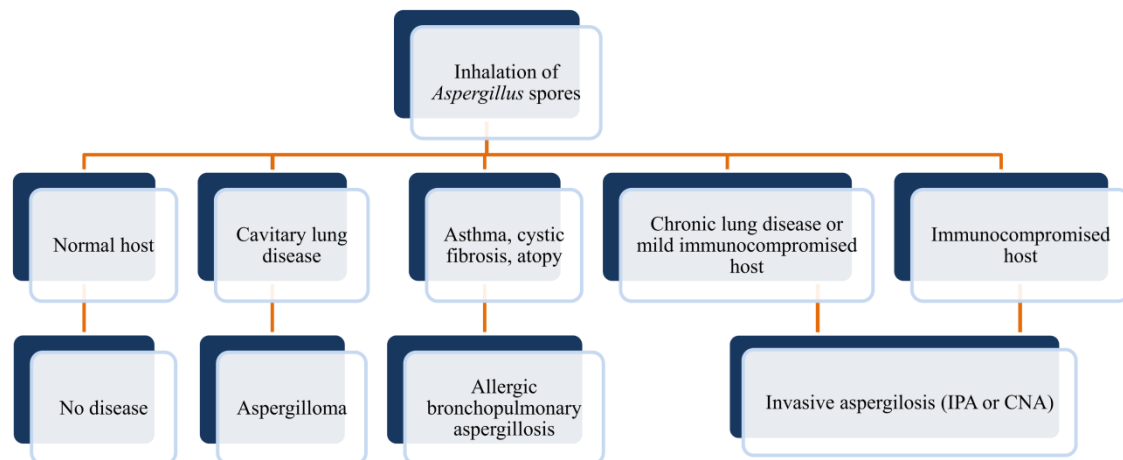 Inhalation of
Aspergillus spores
Normal host
Cavitary lung
disease
Asthma, cystic
fibrosis, atopy
Chronic lung disease or
mild immunocompromised
host
Immunocompromised
host
No disease
Aspergilloma
Allergic
bronchopulmonary
aspergillosis
Invasive aspergilosis (IPA or CNA)